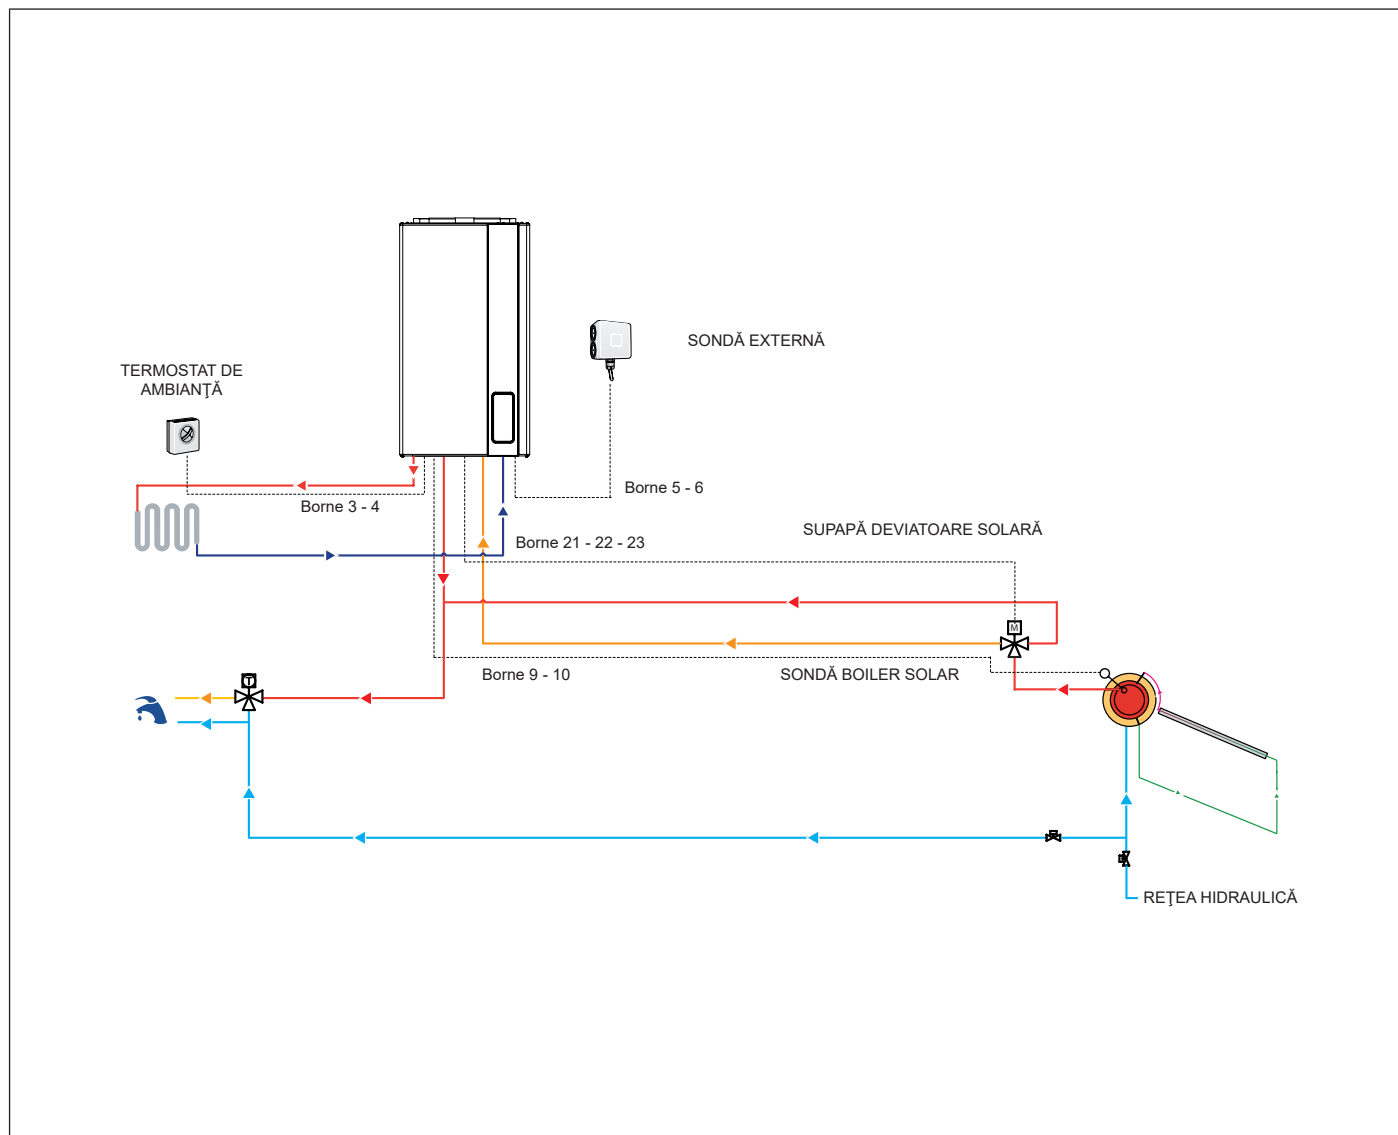 SONDĂ EXTERNĂ
TERMOSTAT DE
AMBIANŢĂ
Borne 5 - 6
Borne 3 - 4
SUPAPĂ DEVIATOARE SOLARĂ
Borne 21 - 22 - 23
M
Borne 9 - 10
SONDĂ BOILER SOLAR
T
REŢEA HIDRAULICĂ